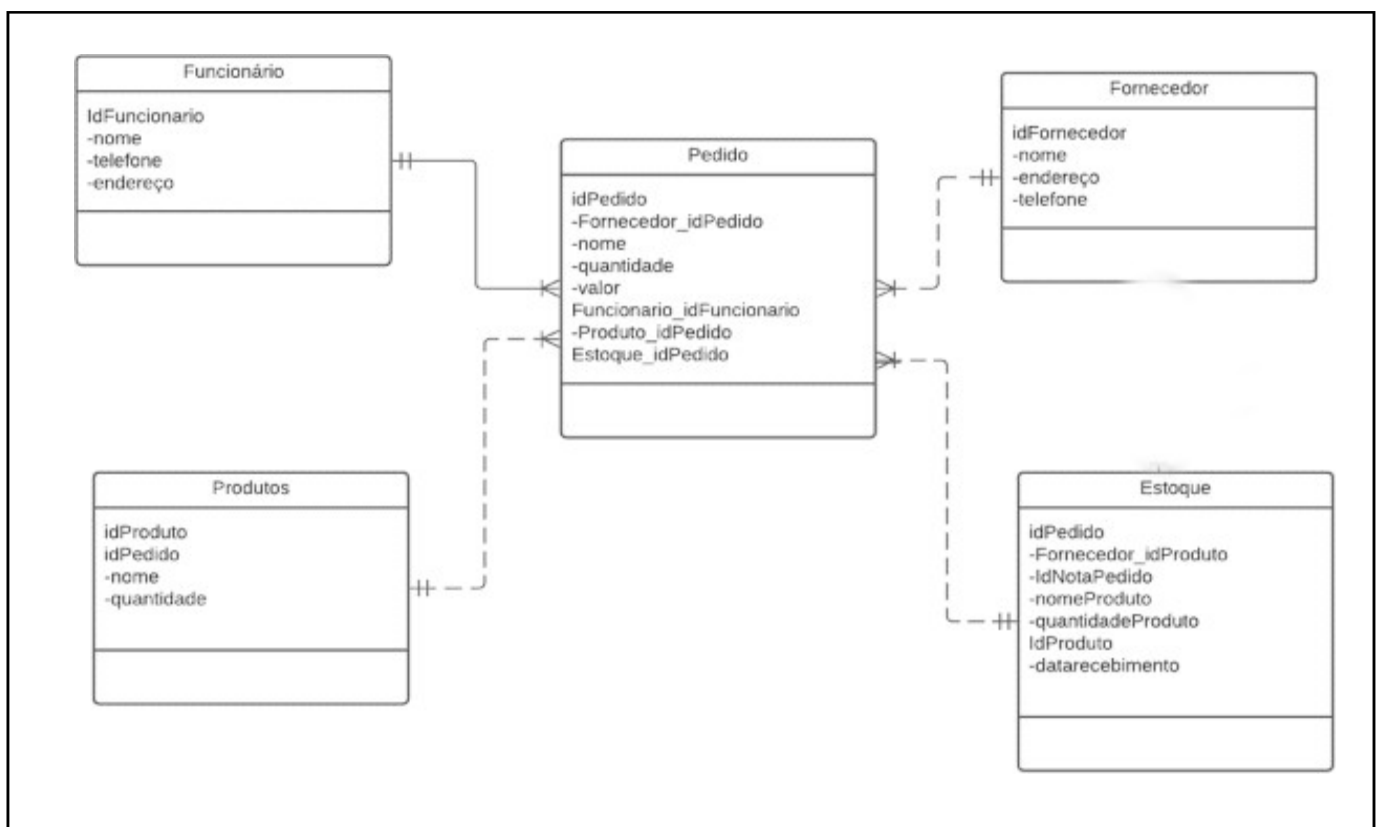 Funcionário
IdFuncionario
-nome
-telefone
-endereço
Fornecedor
idFornecedor
-nome
-endereço
-telefone
Pedido
idPedido
-Fornecedor_idPedido
-nome
-quantidade
-valor
Funcionario_idFuncionario
-Produto_idPedido
Estoque_idPedido
Produtos
idProduto
idPedido
-nome
-quantidade
Estoque
idPedido
-Fornecedor_idProduto
-IdNotaPedido
-nomeProduto
-quantidadeProduto
IdProduto
-datarecebimento